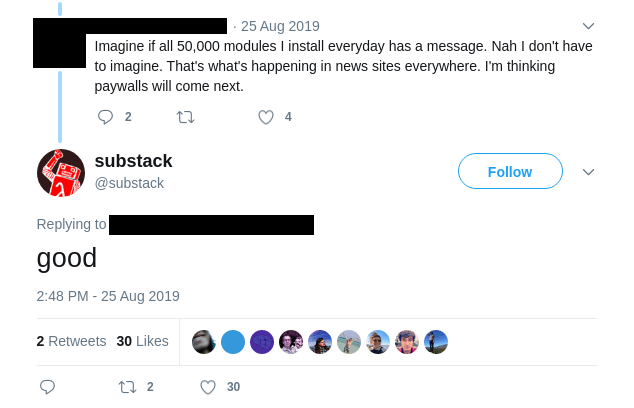 · 25 Aug 2019
Imagine if all 50,000 modules I install everyday has a message. Nah I don't have
to imagine. That's what's happening in news sites everywhere. I'm thinking
paywalls will come next.
2 4
substack
@substack
Follow
Replying to
good
2:48 PM - 25 Aug 2019
2 Retweets 30 Likes
2 30